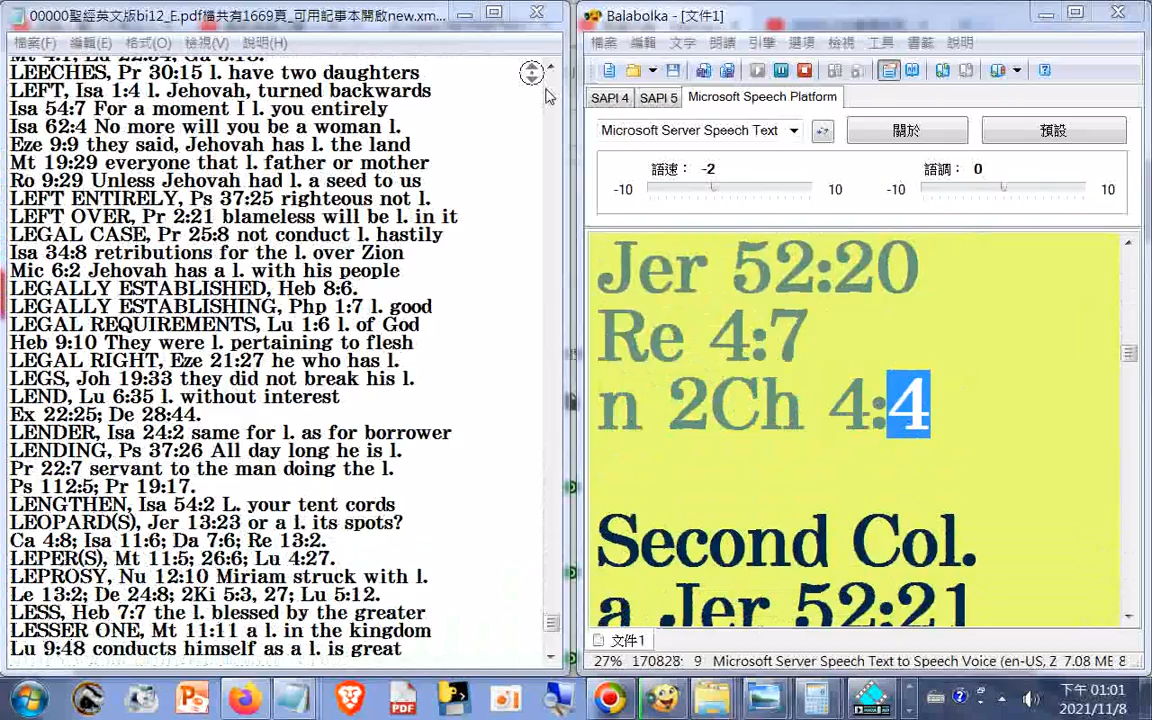 00000聖經英文版bi12_E.pdf檔共有1669頁_可用記事本開啟new.xm...
檔案(F) 編輯(E) 格式(O) 檢視(V) 說明(H)
LEECHES, Pr 30:15 l. have two daughters
LEFT, Isa 1:4 l. Jehovah, turned backwards
Isa 54:7 For a moment I l. you entirely
Isa 62:4 No more will you be a woman l.
Eze 9:9 they said, Jehovah has l. the land
Mt 19:29 everyone that l. father or mother
Ro 9:29 Unless Jehovah had l. a seed to us
LEFT ENTIRELY, Ps 37:25 righteous not l.
LEFT OVER, Pr 2:21 blameless will be l. in it
LEGAL CASE, Pr 25:8 not conduct l. hastily
Isa 34:8 retributions for the l. over Zion
Mic 6:2 Jehovah has a l. with his people
LEGALLY ESTABLISHED, Heb 8:6.
LEGALLY ESTABLISHING, Php 1:7 l. good
LEGAL REQUIREMENTS, Lu 1:6 l. of God
Heb 9:10 They were l. pertaining to flesh
LEGAL RIGHT, Eze 21:27 he who has l.
LEGS, Joh 19:33 they did not break his l.
LEND, Lu 6:35 l. without interest
Ex 22:25; De 28:44.
LENDER, Isa 24:2 same for l. as for borrower
LENDING, Ps 37:26 All day long he is l.
Pr 22:7 servant to the man doing the l.
Ps 112:5; Pr 19:17.
LENGTHEN, Isa 54:2 L. your tent cords
LEOPARD(S), Jer 13:23 or a l. its spots?
Ca 4:8; Isa 11:6; Da 7:6; Re 13:2.
LEPER(S), Mt 11:5; 26:6; Lu 4:27.
LEPROSY, Nu 12:10 Miriam struck with l.
Le 13:2; De 24:8; 2Ki 5:3, 27; Lu 5:12.
LESS, Heb 7:7 the l. blessed by the greater
LESSER ONE, Mt 11:11 a l. in the kingdom
Lu 9:48 conducts himself as a l. is great
Balabolka - [文件1]
檔案 編輯 文字 朗讀 引擎 選項 檢視 工具 書籤 說明
SAPI 4 SAPI 5 Microsoft Speech Platform
Microsoft Server Speech Text 關於 預設
語速： -2 語調： 0
-10 10 -10 10
Jer 52:20
Re 4:7
n 2Ch 4:4
Second Col.
a Jer 52:21
文件1
27% 170828: 9 Microsoft Server Speech Text to Speech Voice (en-US, Z 7.08 MB 8
PDF
下午 01:01
2021/11/8